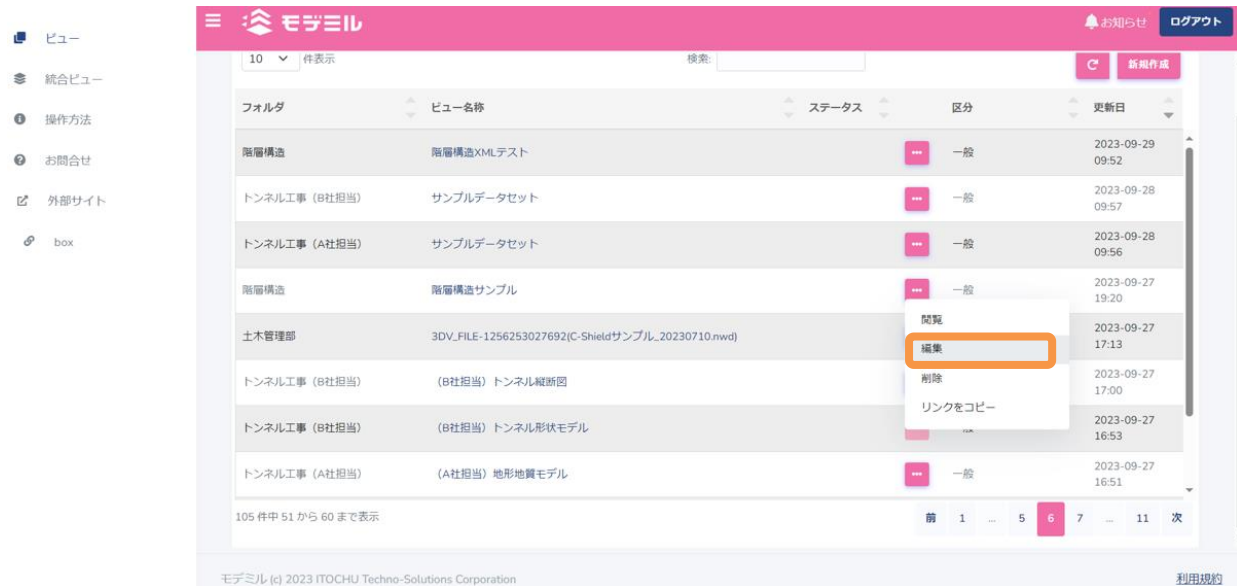 モデミル
お知らせ
ログアウト
ビュー
統合ビュー
操作方法
お問合せ
外部サイト
box
10 件表示 検索: 新規作成
フォルダ ビュー名称 ステータス 区分 更新日
階層構造 階層構造XMLテスト 一般 2023-09-29
09:52
トンネル工事（B社担当） サンプルデータセット 一般 2023-09-28
09:57
トンネル工事（A社担当） サンプルデータセット 一般 2023-09-28
09:56
階層構造 階層構造サンプル 一般 2023-09-27
19:20
土木管理部 3DV_FILE-1256253027692(C-Shieldサンプル_20230710.nwd) 2023-09-27
17:13
トンネル工事（B社担当） （B社担当）トンネル縦断図 2023-09-27
17:00
トンネル工事（B社担当） （B社担当）トンネル形状モデル 2023-09-27
16:53
トンネル工事（A社担当） （A社担当）地形地質モデル 一般 2023-09-27
16:51
閲覧
編集
削除
リンクをコピー
105 件中 51 から 60 まで表示
前 1 … 5 6 7 … 11 次
モデミル (c) 2023 ITOCHU Techno-Solutions Corporation
利用規約